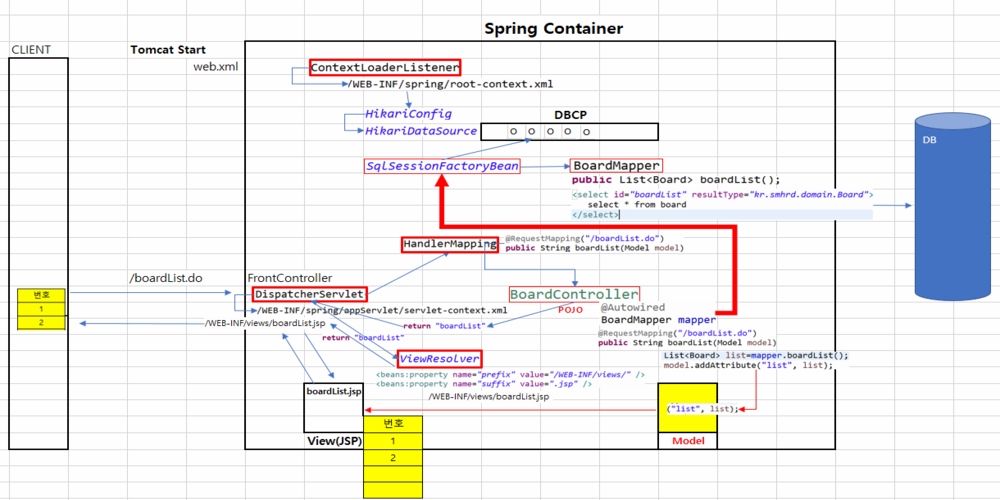 Spring Container
CLIENT
Tomcat Start
web.xml
ContextLoaderListener
/WEB-INF/spring/root-context.xml
HikariConfig
HikariDataSource
DBCP
O O O O O
DB
SqlSessionFactoryBean
BoardMapper
public List<Board> boardList();
<select id="boardList" resultType="kr.smhrd.domain.Board">
select * from board
</select>
HandlerMapping
@RequestMapping("/boardList.do")
public String boardList(Model model)
/boardList.do
FrontController
DispatcherServlet
/WEB-INF/spring/appServlet/servlet-context.xml
BoardController
POJO
@Autowired
BoardMapper mapper
@RequestMapping("/boardList.do")
public String boardList(Model model)
List<Board> list=mapper.boardList();
model.addAttribute("list", list);
번호
1
2
/WEB-INF/views/boardList.jsp
return "boardList"
return "boardList"
ViewResolver
<beans:property name="prefix" value="/WEB-INF/views/" />
<beans:property name="suffix" value=".jsp" />
/WEB-INF/views/boardList.jsp
boardList.jsp
("list", list);
View(JSP)
번호
1
2
Model